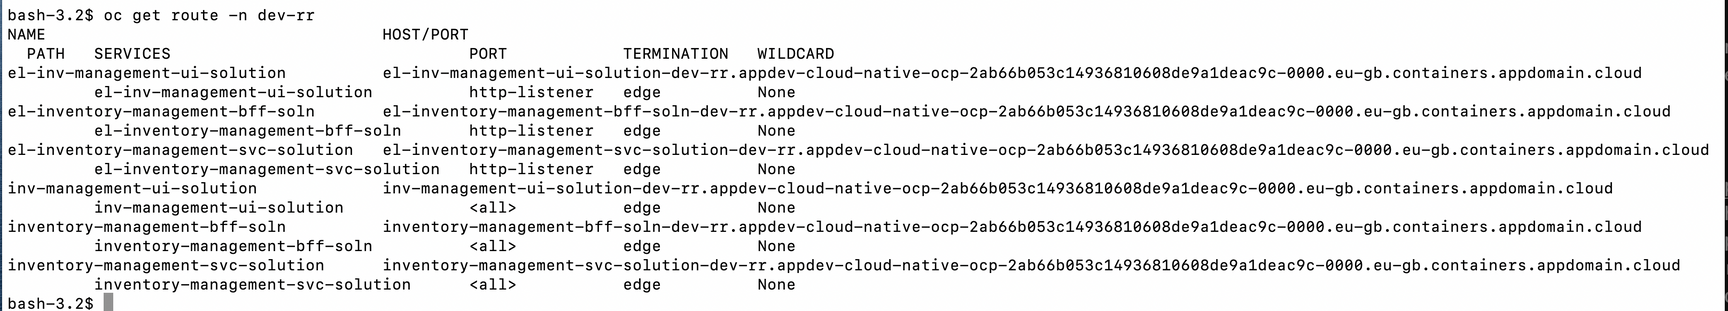 bash-3.2$ oc get route -n dev-rr
NAME                                   HOST/PORT
  PATH   SERVICES                               PORT            TERMINATION   WILDCARD
el-inv-management-ui-solution          el-inv-management-ui-solution-dev-rr.appdev-cloud-native-ocp-2ab66b053c14936810608de9a1deac9c-0000.eu-gb.containers.appdomain.cloud
         el-inv-management-ui-solution          http-listener   edge          None
el-inventory-management-bff-soln       el-inventory-management-bff-soln-dev-rr.appdev-cloud-native-ocp-2ab66b053c14936810608de9a1deac9c-0000.eu-gb.containers.appdomain.cloud
         el-inventory-management-bff-soln       http-listener   edge          None
el-inventory-management-svc-solution   el-inventory-management-svc-solution-dev-rr.appdev-cloud-native-ocp-2ab66b053c14936810608de9a1deac9c-0000.eu-gb.containers.appdomain.cloud
         el-inventory-management-svc-solution   http-listener   edge          None
inv-management-ui-solution             inv-management-ui-solution-dev-rr.appdev-cloud-native-ocp-2ab66b053c14936810608de9a1deac9c-0000.eu-gb.containers.appdomain.cloud
         inv-management-ui-solution             <all>           edge          None
inventory-management-bff-soln          inventory-management-bff-soln-dev-rr.appdev-cloud-native-ocp-2ab66b053c14936810608de9a1deac9c-0000.eu-gb.containers.appdomain.cloud
         inventory-management-bff-soln          <all>           edge          None
inventory-management-svc-solution      inventory-management-svc-solution-dev-rr.appdev-cloud-native-ocp-2ab66b053c14936810608de9a1deac9c-0000.eu-gb.containers.appdomain.cloud
         inventory-management-svc-solution      <all>           edge          None
bash-3.2$